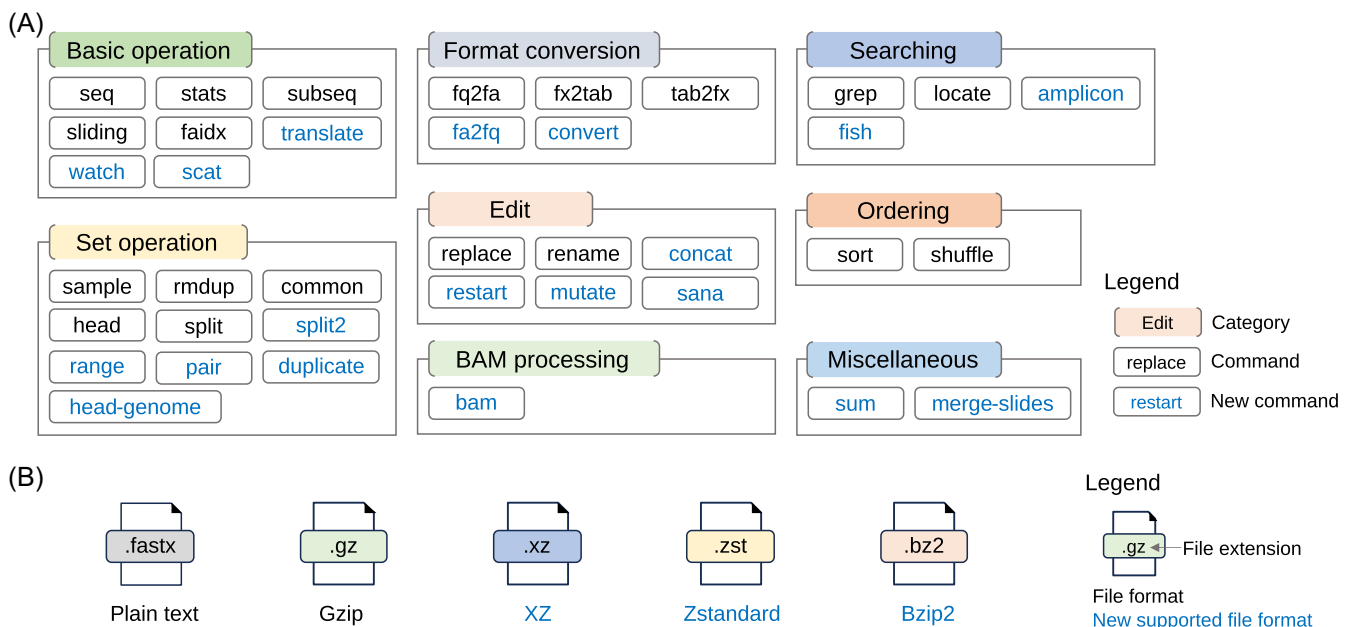 (A)
Basic operation
seq
stats
subseq
sliding
faidx
translate
watch
scat
Format conversion
fq2fa
fx2tab
tab2fx
fa2fq
convert
Searching
grep
locate
amplicon
fish
Set operation
sample
rmdup
common
head
split
split2
range
pair
duplicate
head-genome
Edit
replace
rename
concat
restart
mutate
sana
Ordering
sort
shuffle
BAM processing
bam
Miscellaneous
sum
merge-slides
Legend
Edit
Category
replace
Command
restart
New command
(B)
.fastx
Plain text
.gz
Gzip
.xz
XZ
.zst
Zstandard
.bz2
Bzip2
Legend
.gz
File extension
File format
New supported file format